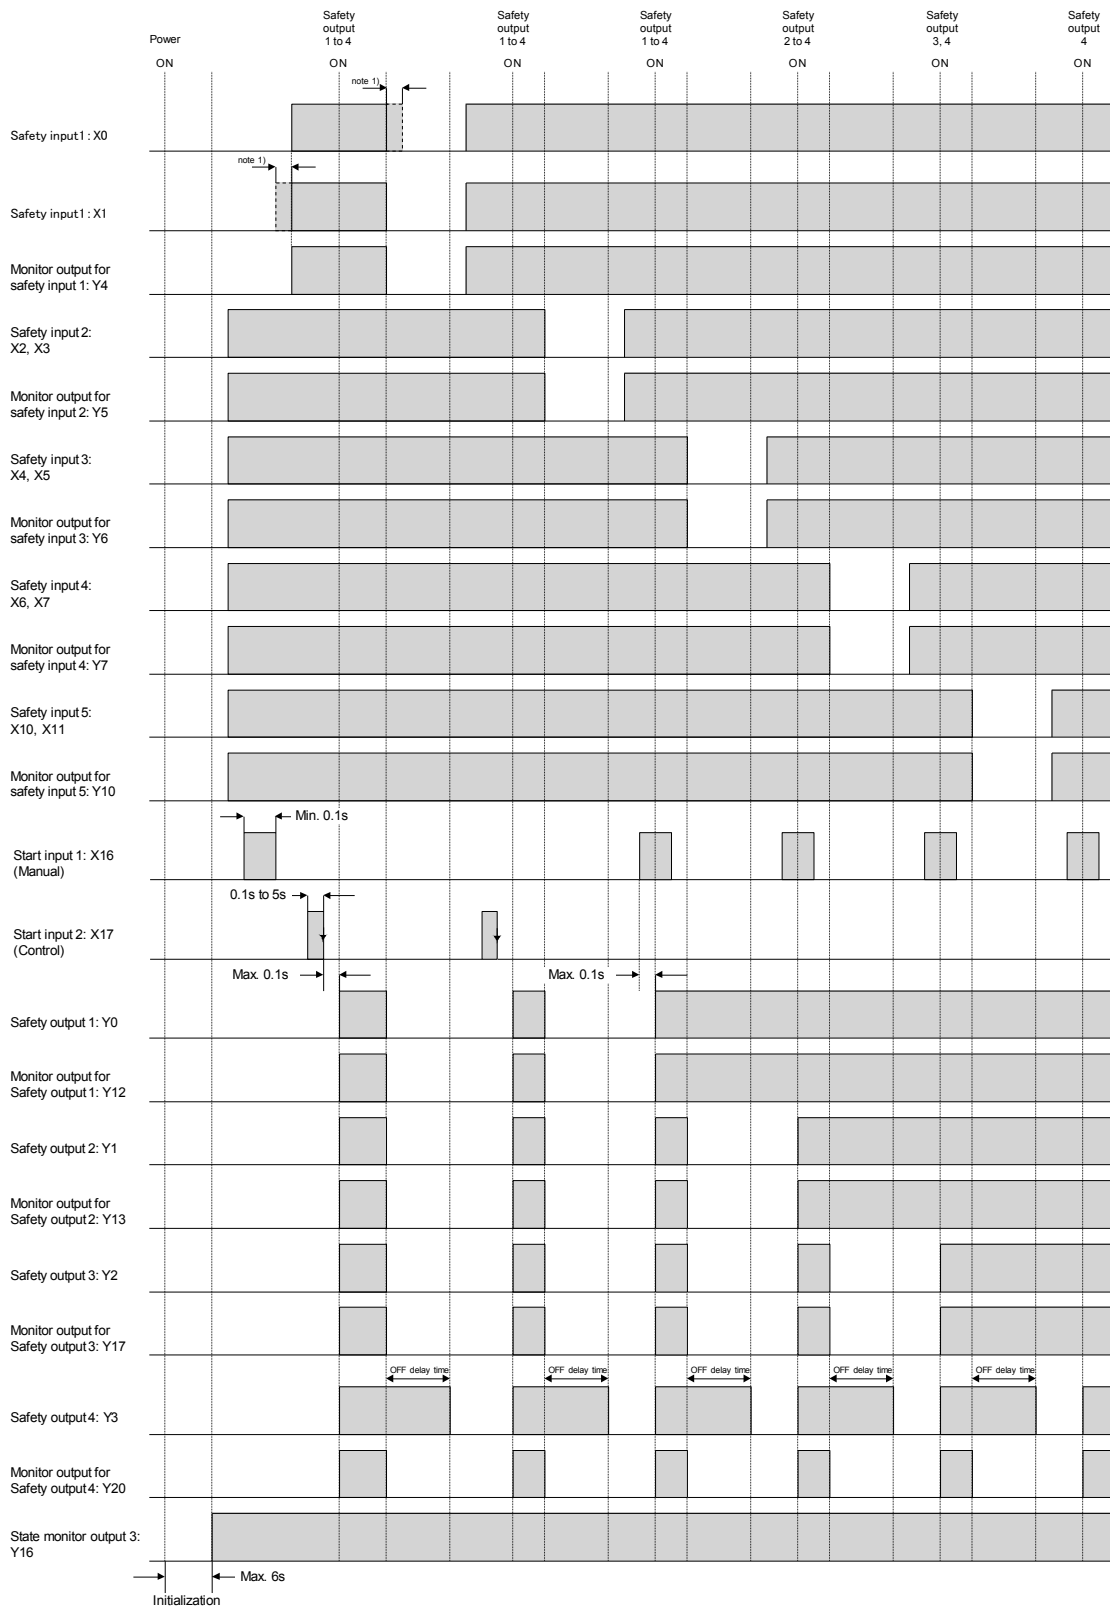 Safety
output
1 to 4
Safety
output
1 to 4
Safety
output
1 to 4
Safety
output
2 to 4
Safety
output
3, 4
Safety
output
4
Power
ON
ON
ON
ON
ON
ON
ON
note 1)
Safety input1 : X0
note 1)
Safety input1 : X1
Monitor output for
safety input 1: Y4
Safety input 2:
X2, X3
Monitor output for
safety input 2: Y5
Safety input 3:
X4, X5
Monitor output for
safety input 3: Y6
Safety input 4:
X6, X7
Monitor output for
safety input 4: Y7
Safety input 5:
X10, X11
Monitor output for
safety input 5: Y10
Min. 0.1s
Start input 1: X16
(Manual)
0.1s to 5s
Start input 2: X17
(Control)
Max. 0.1s
Max. 0.1s
Safety output 1: Y0
Monitor output for
Safety output 1: Y12
Safety output 2: Y1
Monitor output for
Safety output 2: Y13
Safety output 3: Y2
Monitor output for
Safety output 3: Y17
OFF delay time
OFF delay time
OFF delay time
OFF delay time
OFF delay time
Safety output 4: Y3
Monitor output for
Safety output 4: Y20
State monitor output 3:
Y16
Max. 6s
Initialization